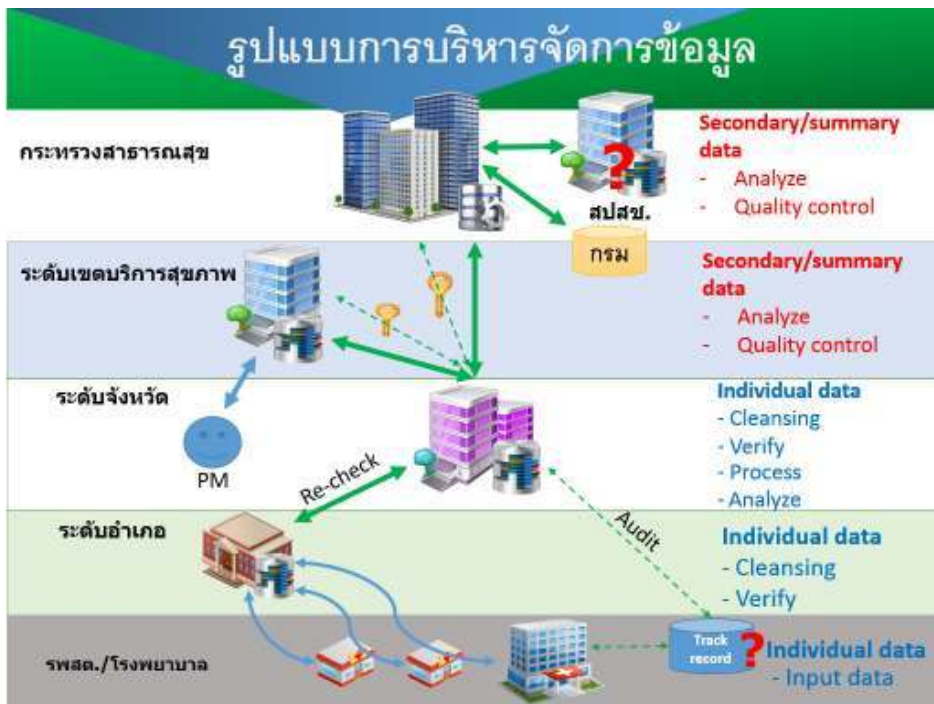 รูปแบบการบริหารจัดการข้อมูล
กระทรวงสาธารณสุข
?
สปสช.
กรม
Secondary/summary
data
- Analyze
- Quality control
ระดับเขตบริการสุขภาพ
Secondary/summary
data
- Analyze
- Quality control
ระดับจังหวัด
PM
Re-check
Individual data
- Cleansing
- Verify
- Process
- Analyze
ระดับอำเภอ
Audit
Individual data
- Cleansing
- Verify
รพสต./โรงพยาบาล
Track
record
?
Individual data
- Input data